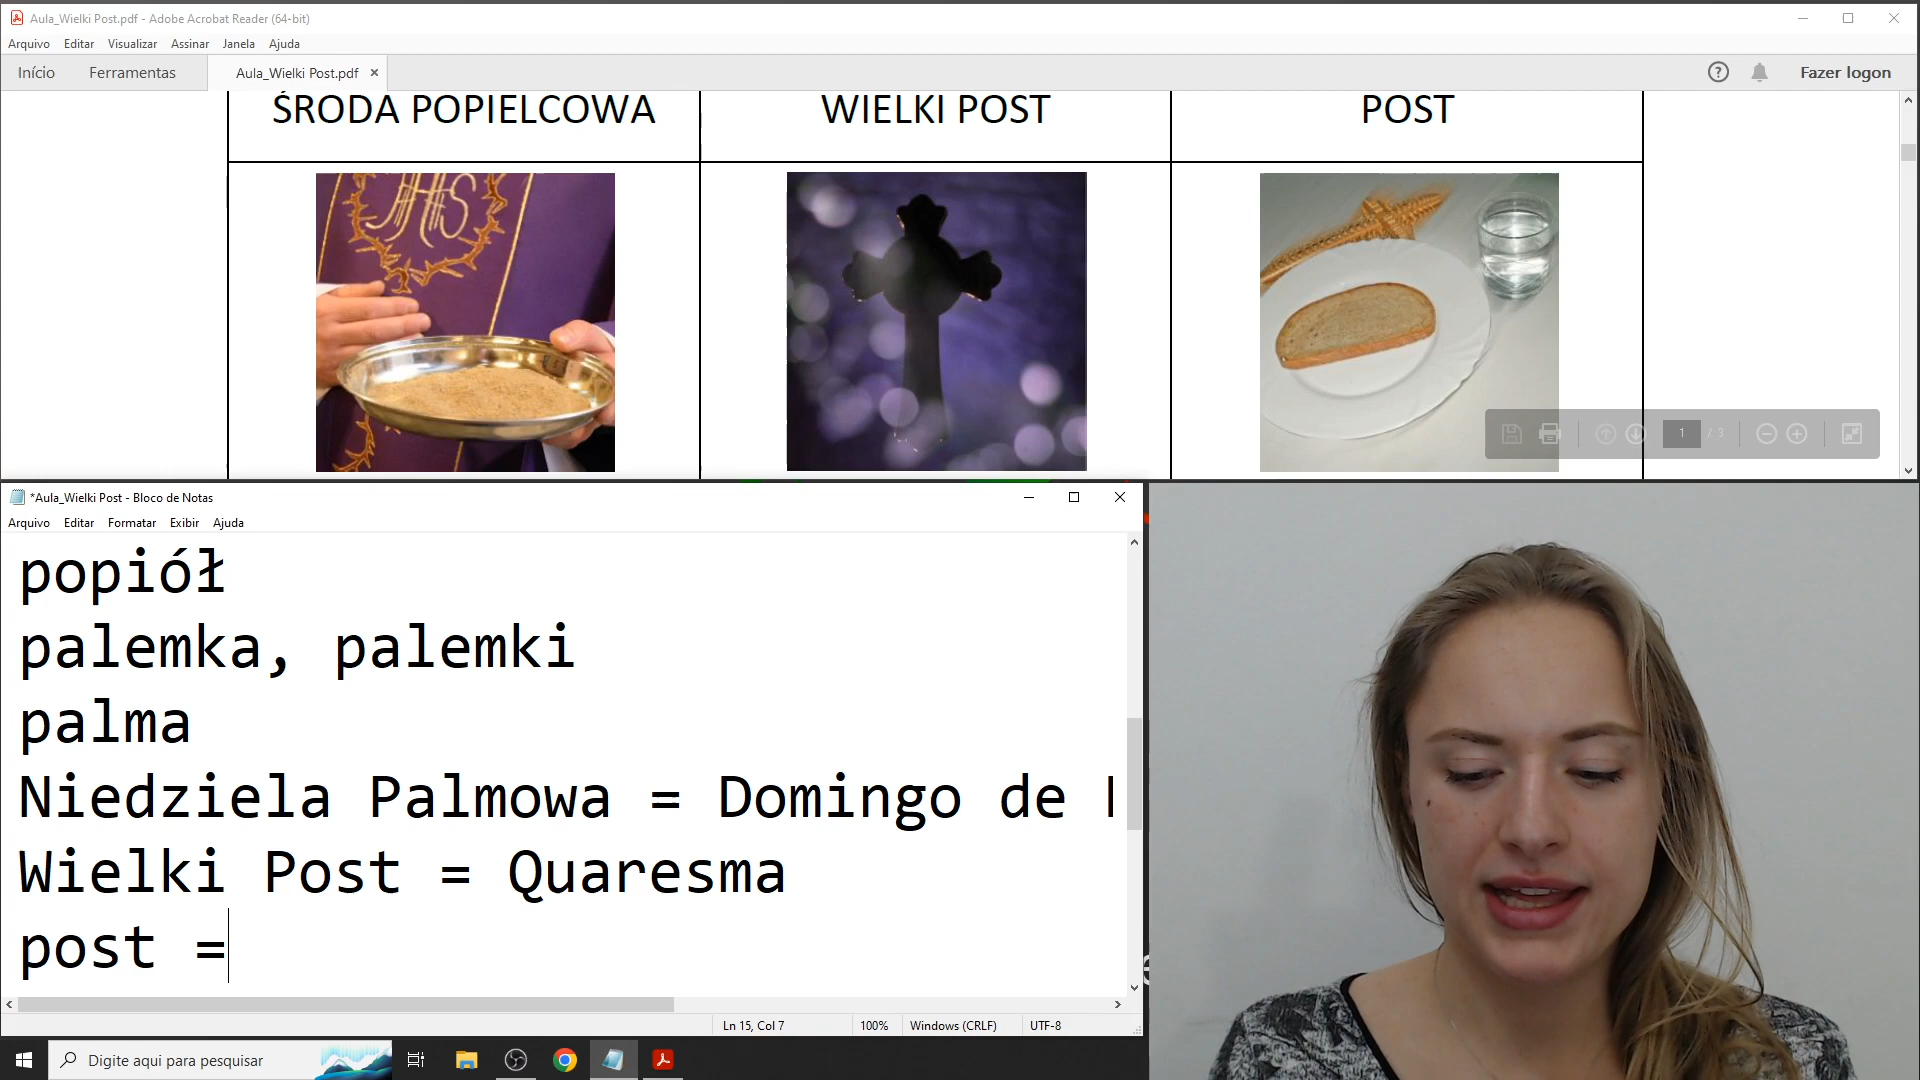 Aula_Wielki Post.pdf - Adobe Acrobat Reader (64-bit)
Arquivo Editar Visualizar Assinar Janela Ajuda
Início Ferramentas Aula_Wielki Post.pdf Fazer logon
ŚRODA POPIELCOWA WIELKI POST POST
IHS
1 / 3
*Aula_Wielki Post - Bloco de Notas
Arquivo Editar Formatar Exibir Ajuda
popiół
palemka, palemki
palma
Niedziela Palmowa = Domingo de
Wielki Post = Quaresma
post =
Ln 15, Col 7 100% Windows (CRLF) UTF-8
Digite aqui para pesquisar